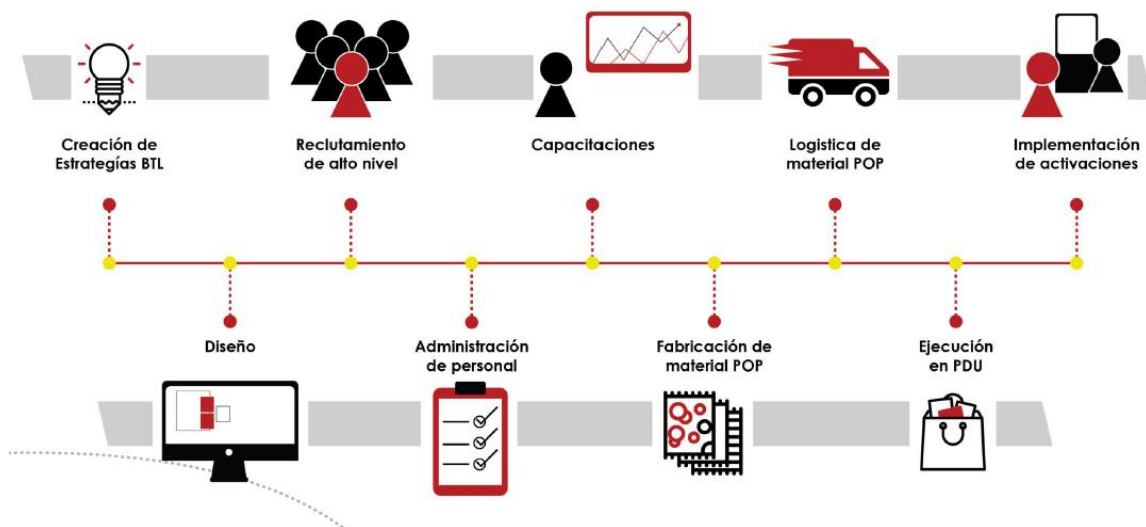 Creación de
Estrategías BTL
Reclutamiento
de alto nivel
Capacitaciones
Logistica de
material POP
Implementación
de activaciones
Diseño
Administración
de personal
Fabricación de
material POP
Ejecución
en PDU